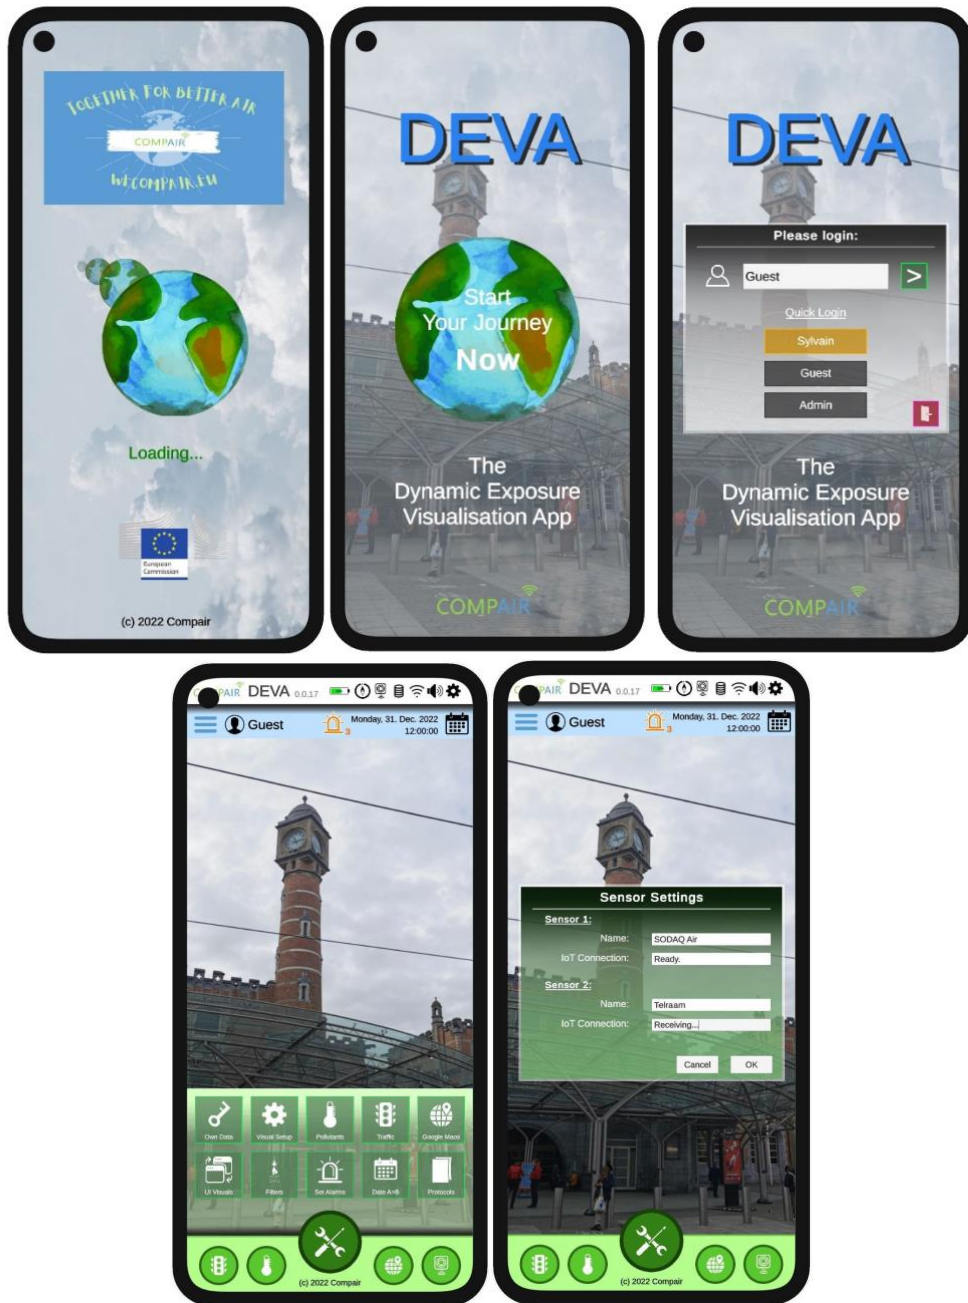 TOGETHER FOR BETTER AIR
COMPAIR
WECOMPAIR.EU
Loading...
European
Commission
(c) 2022 Compair
DEVA
Start
Your Journey
Now
The
Dynamic Exposure
Visualisation App
COMPAIR
DEVA
Please login:
Guest
>
Quick Login
Sylvain
Guest
Admin
The
Dynamic Exposure
Visualisation App
COMPAIR
PAIR DEVA 0.0.17
Guest
3
Monday, 31. Dec. 2022
12:00:00
Own Data
Visual Setup
Pollutants
Traffic
Google Maps
UI Visuals
Filters
Set Alarms
Date A>B
Protocols
(c) 2022 Compair
PAIR DEVA 0.0.17
Guest
3
Monday, 31. Dec. 2022
12:00:00
Sensor Settings
Sensor 1:
Name: SODAQ Air
IoT Connection: Ready.
Sensor 2:
Name: Telraam
IoT Connection: Receiving...
Cancel OK
(c) 2022 Compair